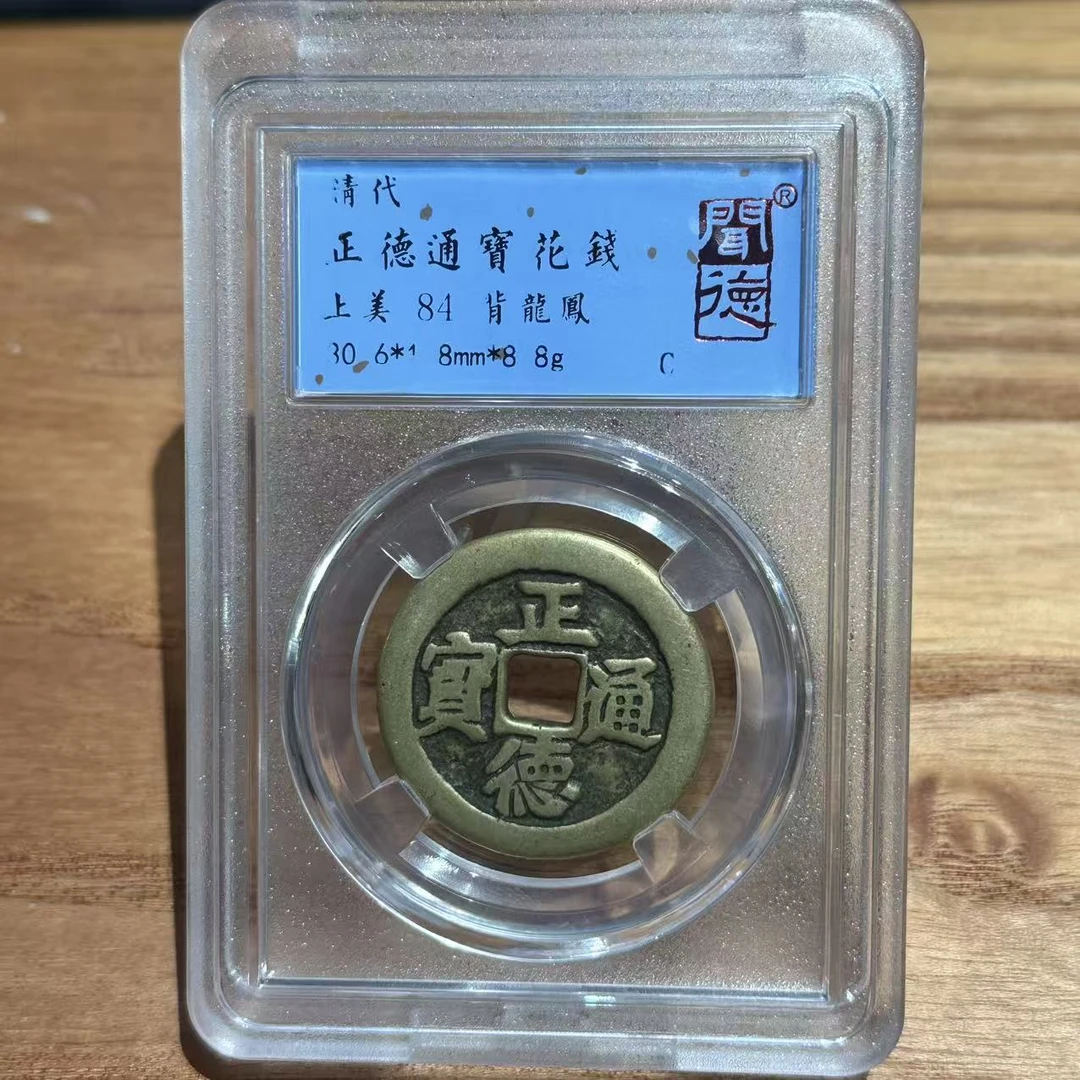 清代
正德通寶花錢
上美 84 背龍鳳
30 6*1 8mm*8 8g C
聞德®
正德通寶